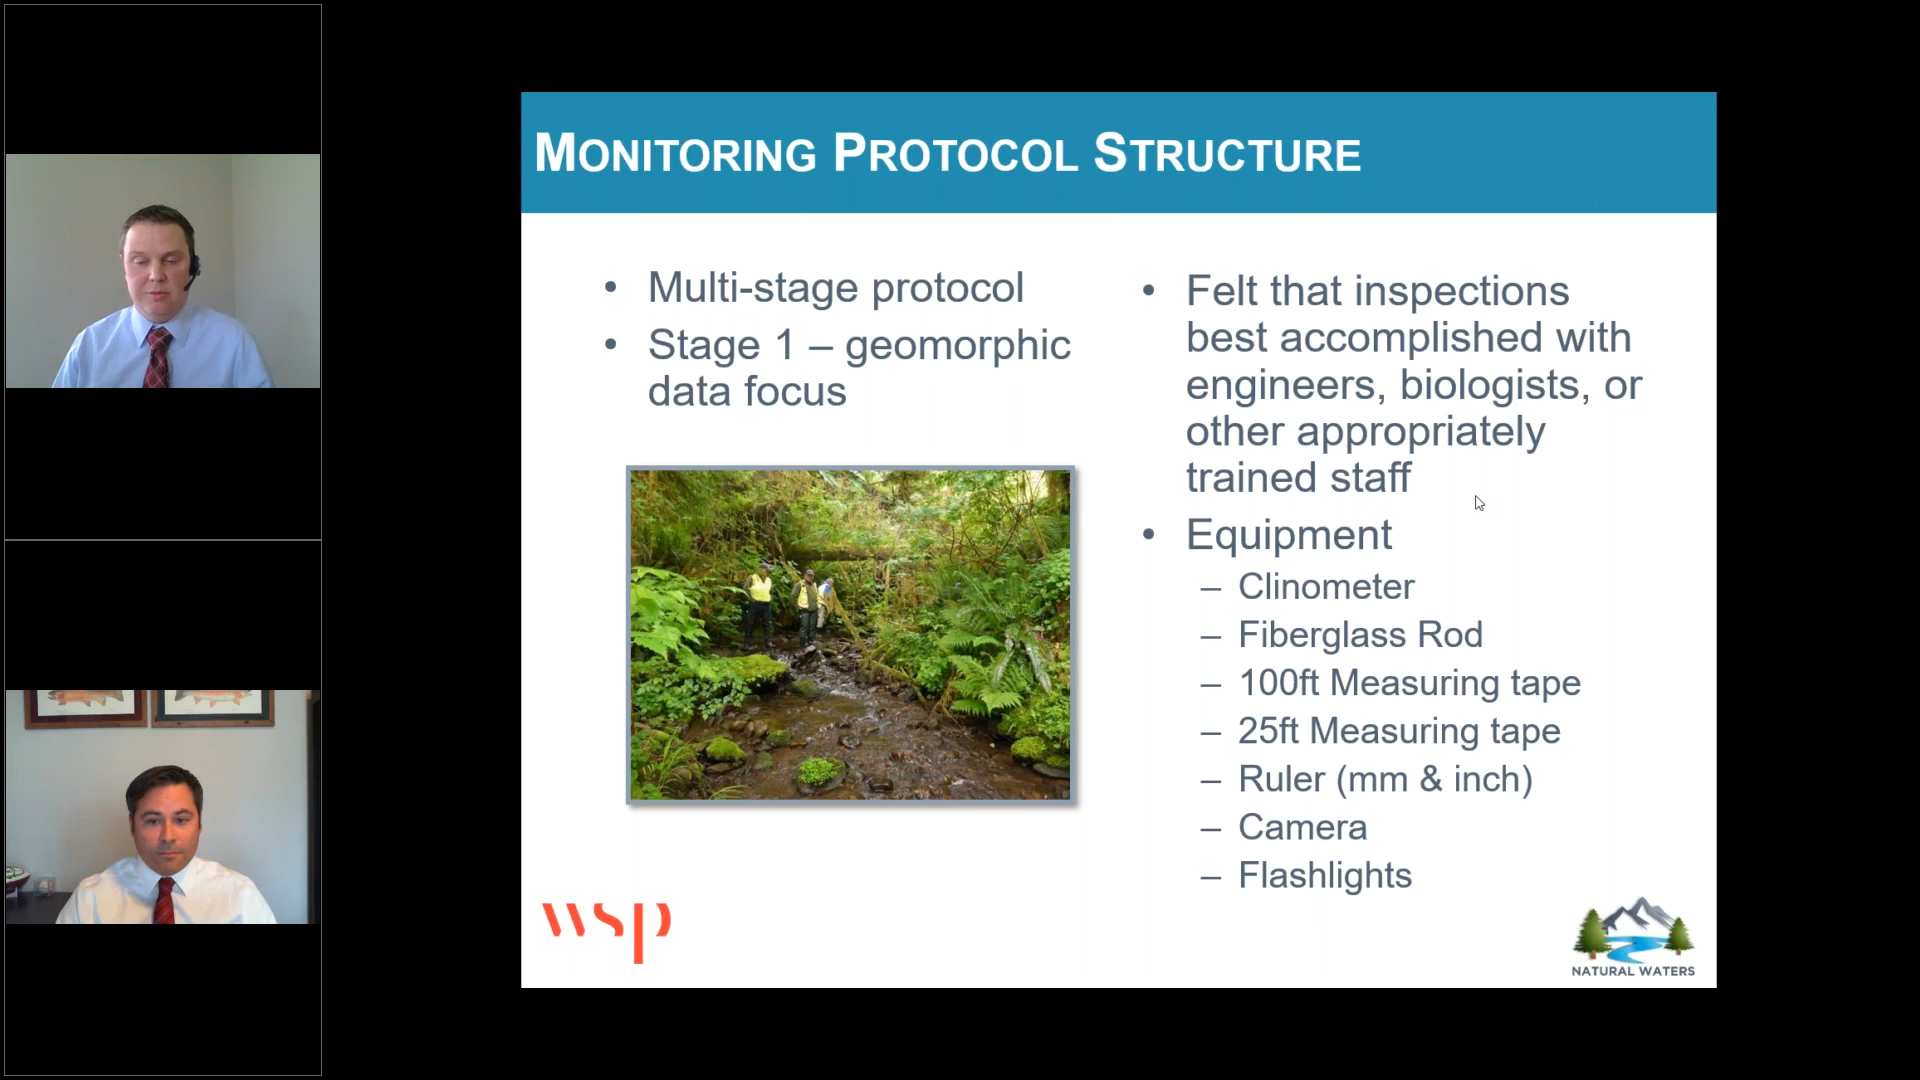 MONITORING PROTOCOL STRUCTURE
• Multi-stage protocol
• Stage 1 – geomorphic
data focus
• Felt that inspections
best accomplished with
engineers, biologists, or
other appropriately
trained staff
• Equipment
– Clinometer
– Fiberglass Rod
– 100ft Measuring tape
– 25ft Measuring tape
– Ruler (mm & inch)
– Camera
– Flashlights
wsp
NATURAL WATERS